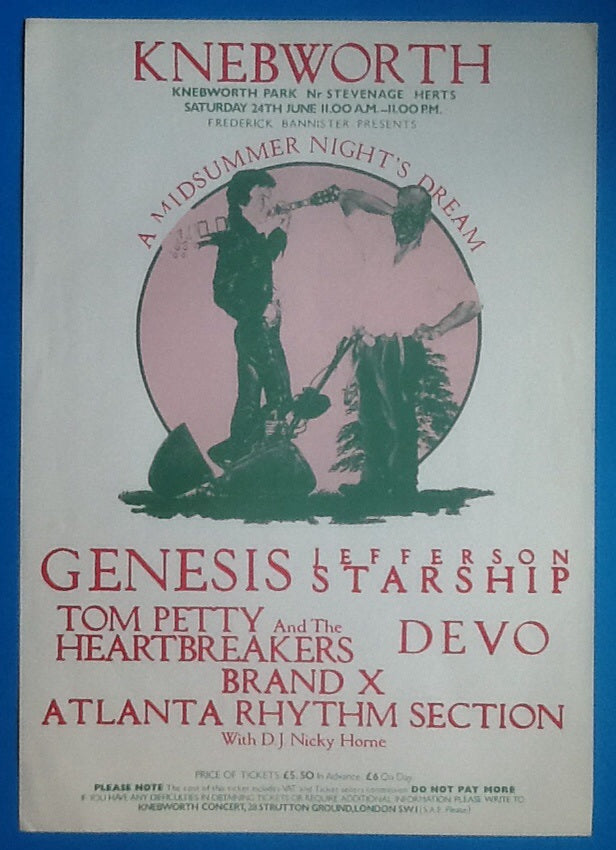 KNEBWORTH
KNEBWORTH PARK Nr STEVENAGE HERTS
SATURDAY 24TH JUNE 11.00 A.M.–11.00 P.M.
FREDERICK BANNISTER PRESENTS
A MIDSUMMER NIGHT'S DREAM
GENESIS JEFFERSON STARSHIP
TOM PETTY And The HEARTBREAKERS
DEVO
BRAND X
ATLANTA RHYTHM SECTION
With D.J. Nicky Horne
PRICE OF TICKETS £5.50 In Advance. £6 On Day
PLEASE NOTE The cost of this ticket includes VAT and Ticket sellers commission DO NOT PAY MORE
IF YOU HAVE ANY DIFFICULTIES IN OBTAINING TICKETS OR REQUIRE ADDITIONAL INFORMATION PLEASE WRITE TO
KNEBWORTH CONCERT, 28 STRUTTON GROUND, LONDON SW1 (S.A.E. Please)